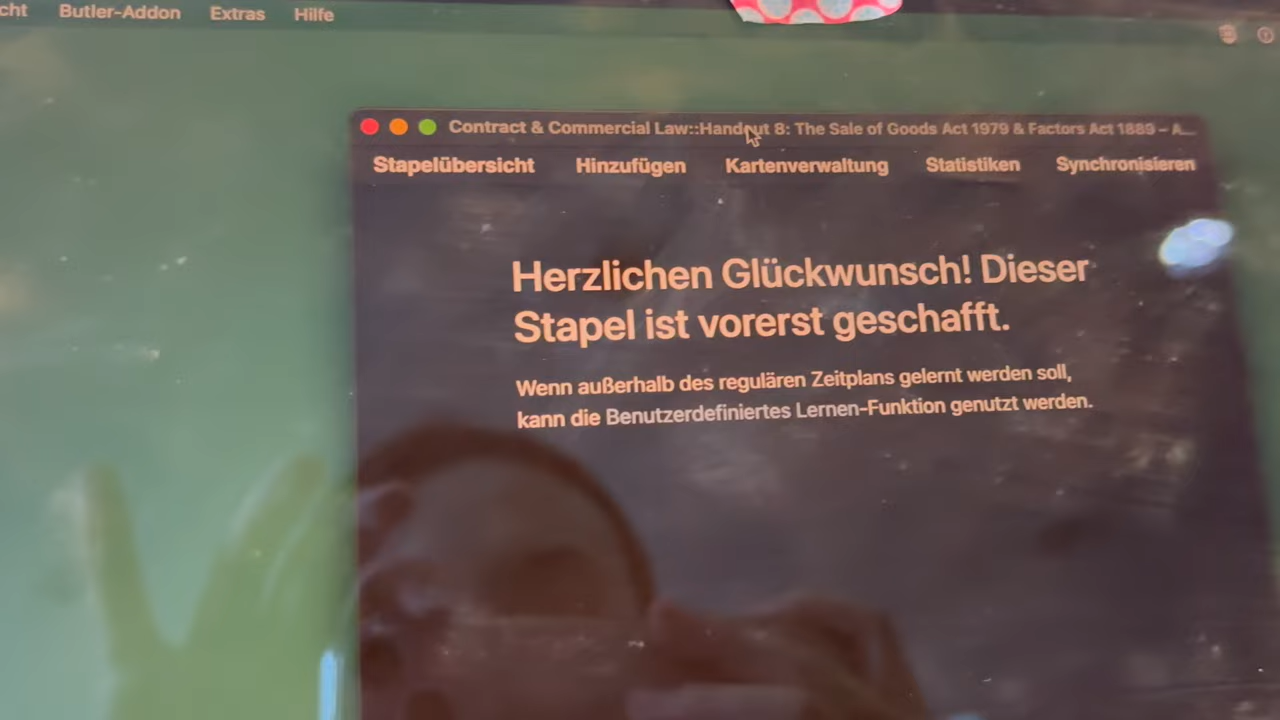 cht Butler-Addon Extras Hilfe
Contract & Commercial Law::Handout 8: The Sale of Goods Act 1979 & Factors Act 1889 – A...
Stapelübersicht Hinzufügen Kartenverwaltung Statistiken Synchronisieren
Herzlichen Glückwunsch! Dieser
Stapel ist vorerst geschafft.
Wenn außerhalb des regulären Zeitplans gelernt werden soll,
kann die Benutzerdefiniertes Lernen-Funktion genutzt werden.